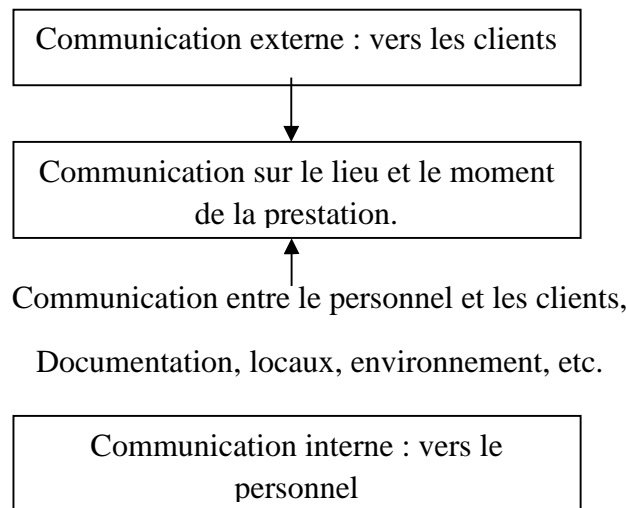 Communication externe : vers les clients
Communication sur le lieu et le moment
de la prestation.
Communication entre le personnel et les clients,
Documentation, locaux, environnement, etc.
Communication interne : vers le
personnel